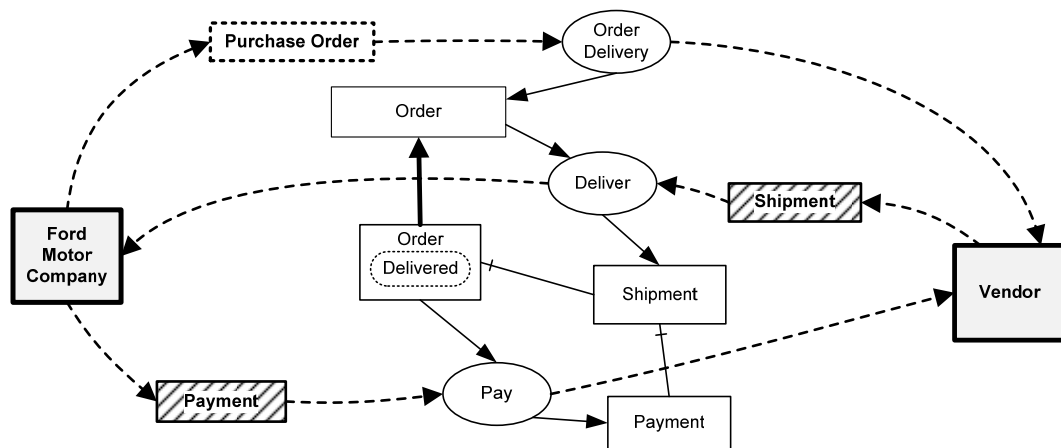 Purchase Order
Order
Delivery
Order
Deliver
Shipment
Ford
Motor
Company
Order
Delivered
Shipment
Vendor
Payment
Pay
Payment